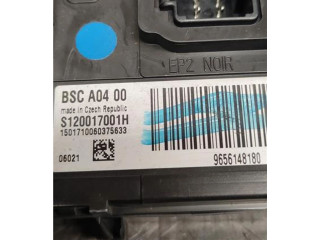 EP2 NOIR
BSC A04 00
made in Czech Republic
S120017001H
1501710060375633
06021
9656148180